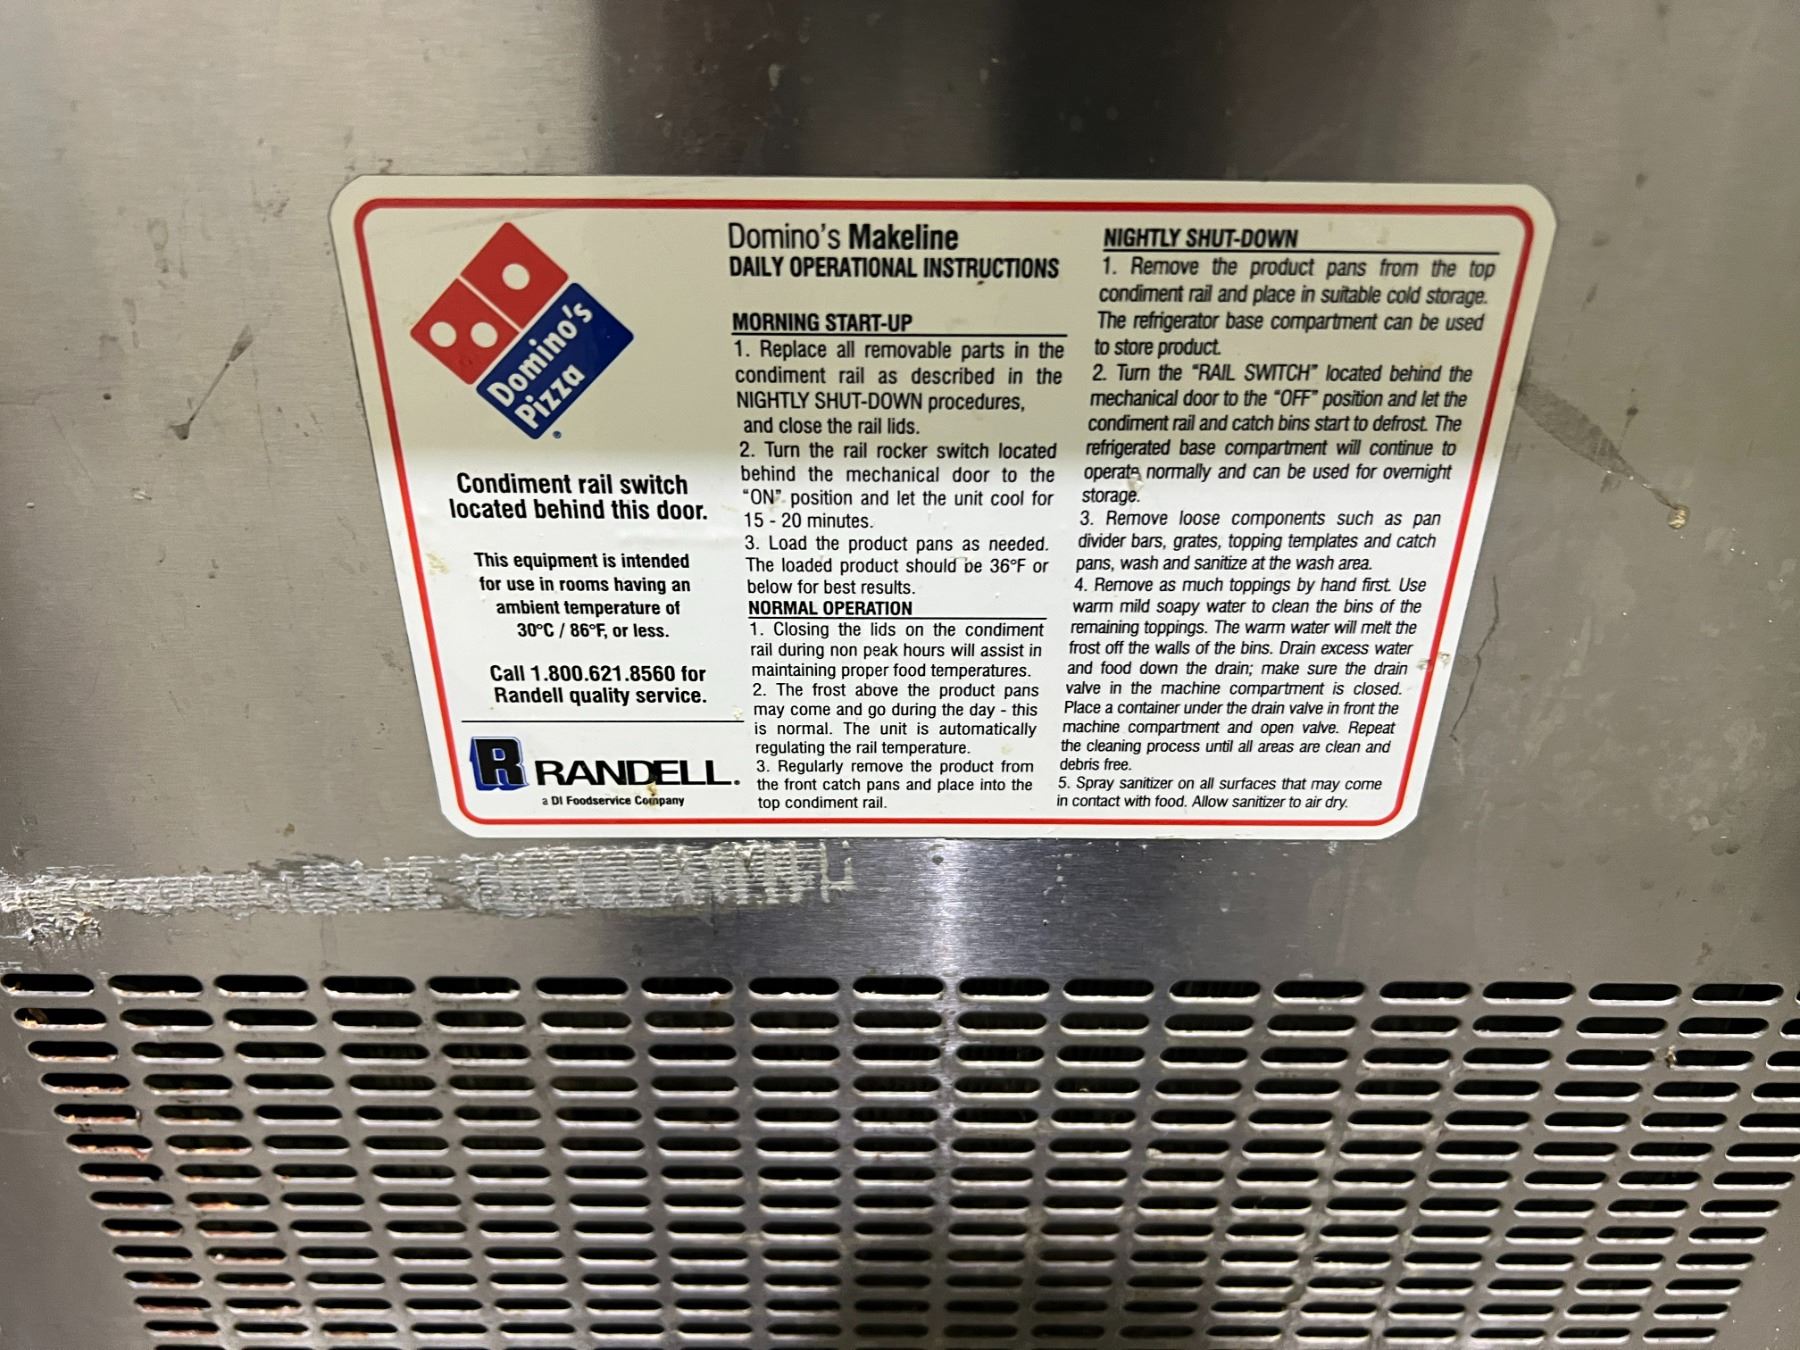 Domino's
Pizza
Condiment rail switch
located behind this door.
This equipment is intended
for use in rooms having an
ambient temperature of
30°C / 86°F, or less.
Call 1.800.621.8560 for
Randell quality service.
R RANDELL.
a DI Foodservice Company
Domino's Makeline
DAILY OPERATIONAL INSTRUCTIONS
MORNING START-UP
1. Replace all removable parts in the
condiment rail as described in the
NIGHTLY SHUT-DOWN procedures,
and close the rail lids.
2. Turn the rail rocker switch located
behind the mechanical door to the
"ON" position and let the unit cool for
15 - 20 minutes.
3. Load the product pans as needed.
The loaded product should be 36°F or
below for best results.
NORMAL OPERATION
1. Closing the lids on the condiment
rail during non peak hours will assist in
maintaining proper food temperatures.
2. The frost above the product pans
may come and go during the day - this
is normal. The unit is automatically
regulating the rail temperature.
3. Regularly remove the product from
the front catch pans and place into the
top condiment rail.
NIGHTLY SHUT-DOWN
1. Remove the product pans from the top
condiment rail and place in suitable cold storage.
The refrigerator base compartment can be used
to store product.
2. Turn the "RAIL SWITCH" located behind the
mechanical door to the "OFF" position and let the
condiment rail and catch bins start to defrost. The
refrigerated base compartment will continue to
operate normally and can be used for overnight
storage.
3. Remove loose components such as pan
divider bars, grates, topping templates and catch
pans, wash and sanitize at the wash area.
4. Remove as much toppings by hand first. Use
warm mild soapy water to clean the bins of the
remaining toppings. The warm water will melt the
frost off the walls of the bins. Drain excess water
and food down the drain; make sure the drain
valve in the machine compartment is closed.
Place a container under the drain valve in front the
machine compartment and open valve. Repeat
the cleaning process until all areas are clean and
debris free.
5. Spray sanitizer on all surfaces that may come
in contact with food. Allow sanitizer to air dry.